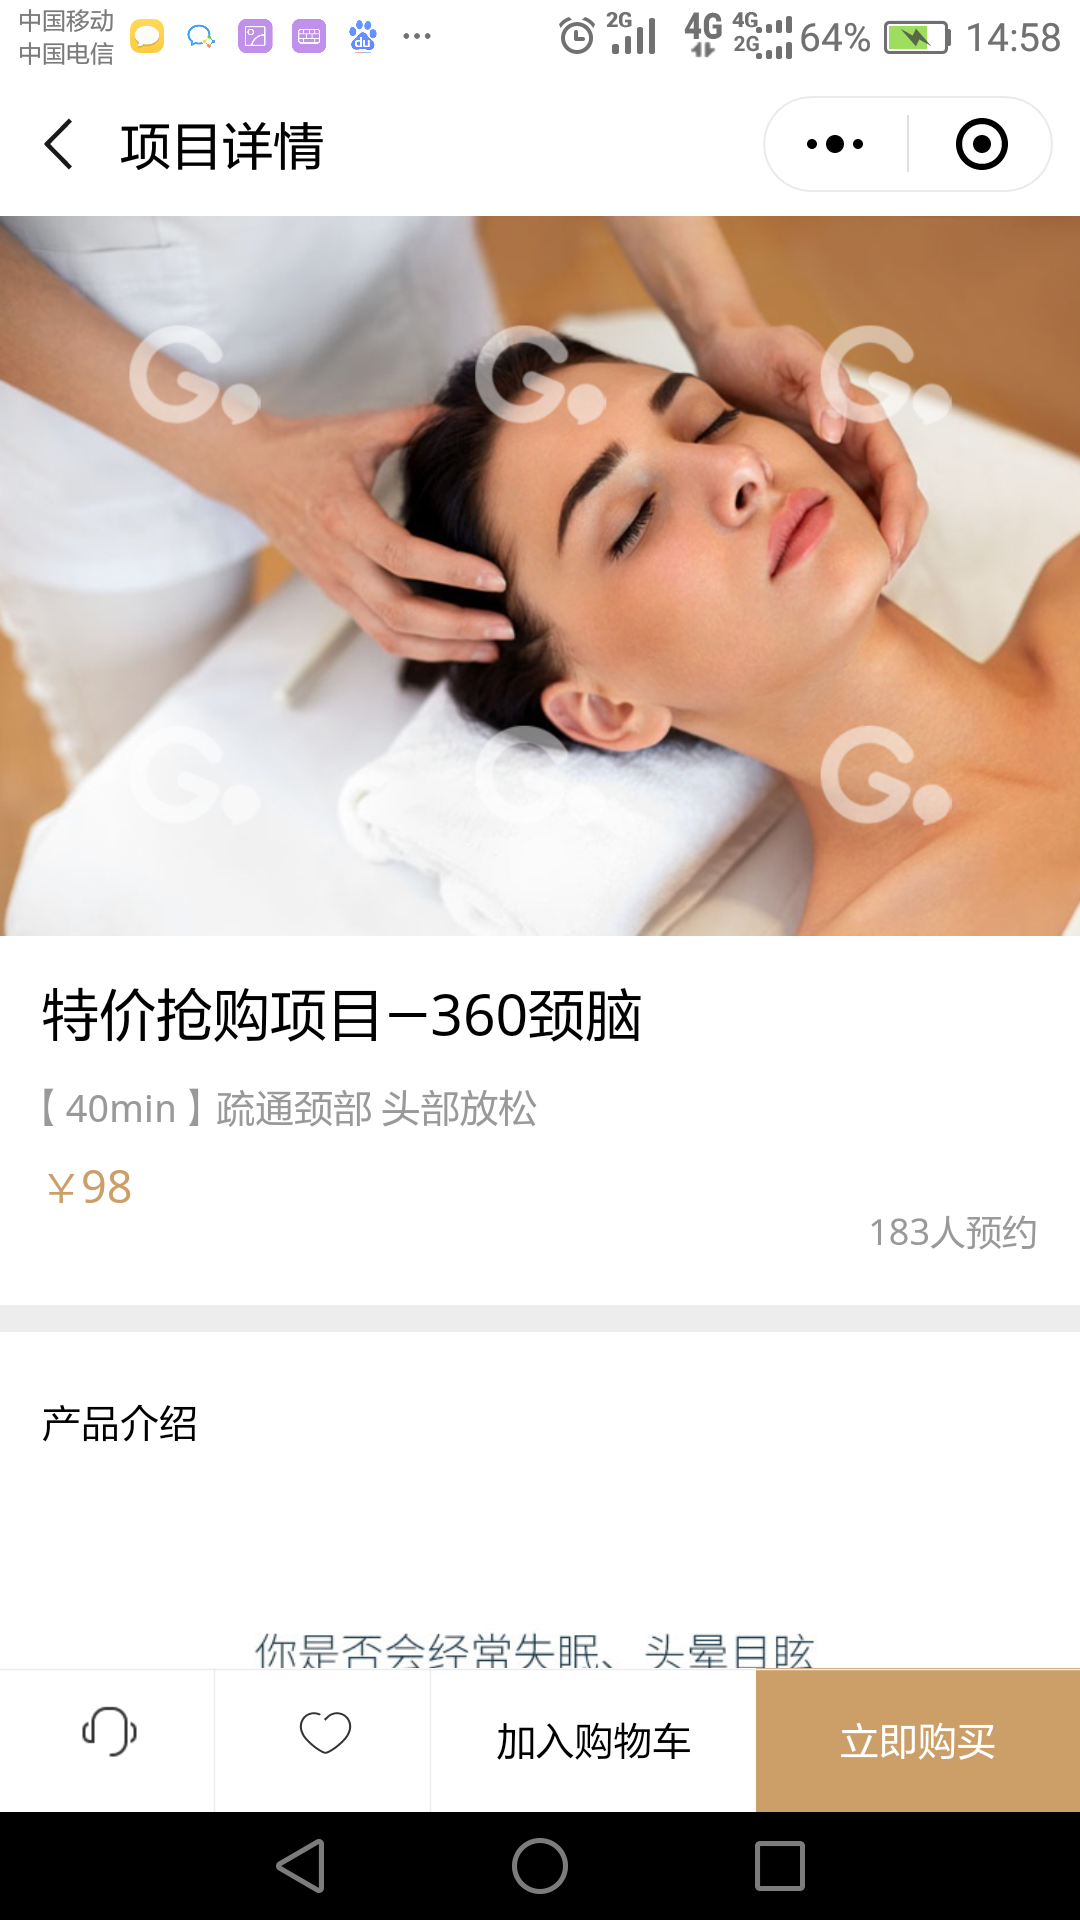 中国移动
中国电信
2G
4G
4G
2G
64%
14:58
项目详情
特价抢购项目—360颈脑
【40min】疏通颈部 头部放松
￥98
183人预约
产品介绍
你是否会经常失眠、头晕目眩
加入购物车
立即购买